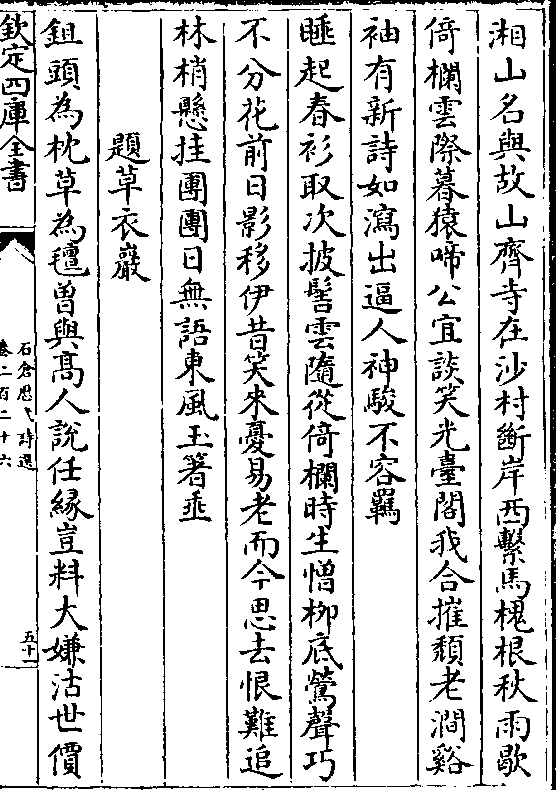 湘山名與故山齊寺在沙村斷岸西繫馬槐根秋雨歇
倚欄雲際暮猿啼公宜談笑光臺閣我合摧頽老澗谿
袖有新詩如瀉出逼人神駿不容羈
睡起春衫取次披髻雲隨從倚欄時生憎柳底鶯聲巧
不分花前日影移伊昔笑來憂易老而今思去恨難追
林梢懸挂團團日無語東風玉箸垂
題草衣巖
鉏頭為枕草為氊曽與髙人說任縁豈料大嫌沽世價
欽定四庫全書
石倉歴代詩選
卷二百二十六
五十一